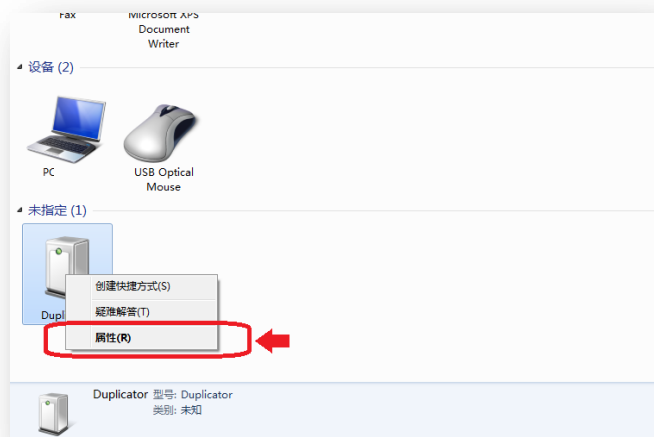 Fax
Microsoft XPS
Document
Writer
设备 (2)
PC
USB Optical
Mouse
未指定 (1)
创建快捷方式(S)
疑难解答(T)
Dupl
属性(R)
Duplicator 型号: Duplicator
类别: 未知